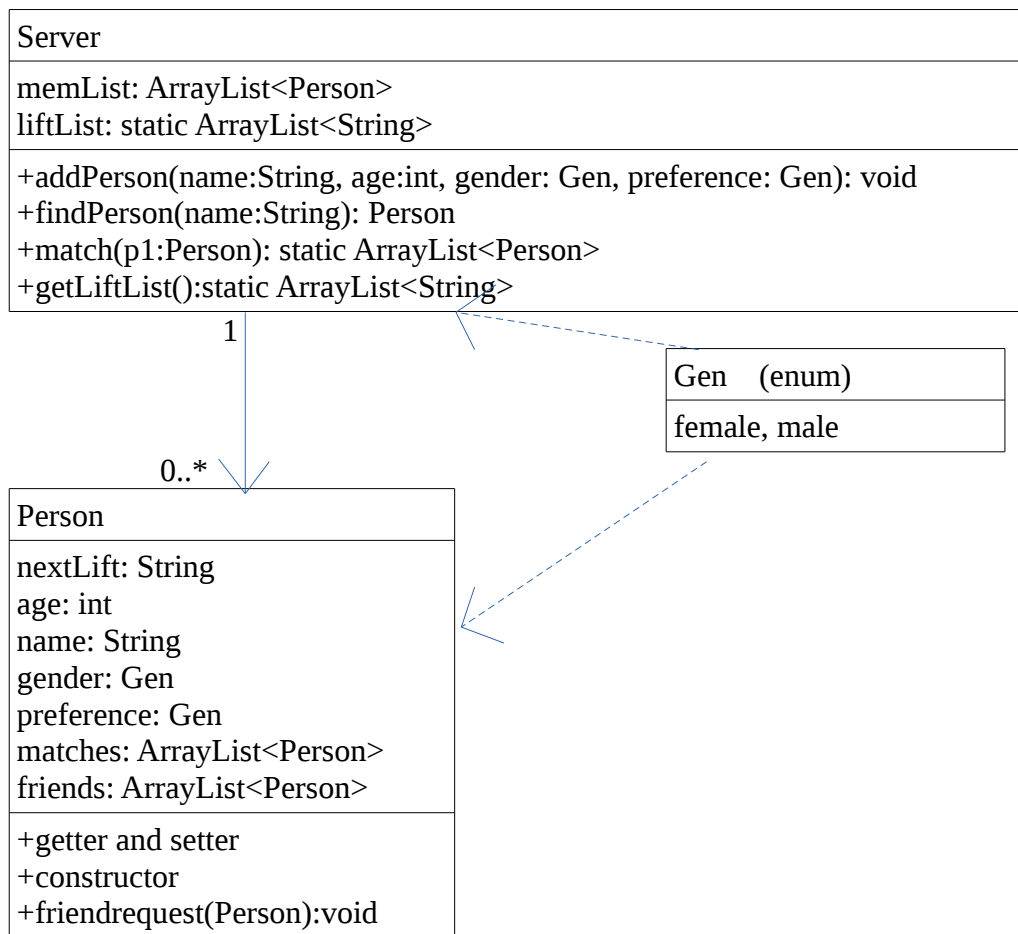 Server
memList: ArrayList<Person>
liftList: static ArrayList<String>
+addPerson(name:String, age:int, gender: Gen, preference: Gen): void
+findPerson(name:String): Person
+match(p1:Person): static ArrayList<Person>
+getLiftList():static ArrayList<String>
1
Gen (enum)
female, male
0..*
Person
nextLift: String
age: int
name: String
gender: Gen
preference: Gen
matches: ArrayList<Person>
friends: ArrayList<Person>
+getter and setter
+constructor
+friendrequest(Person):void